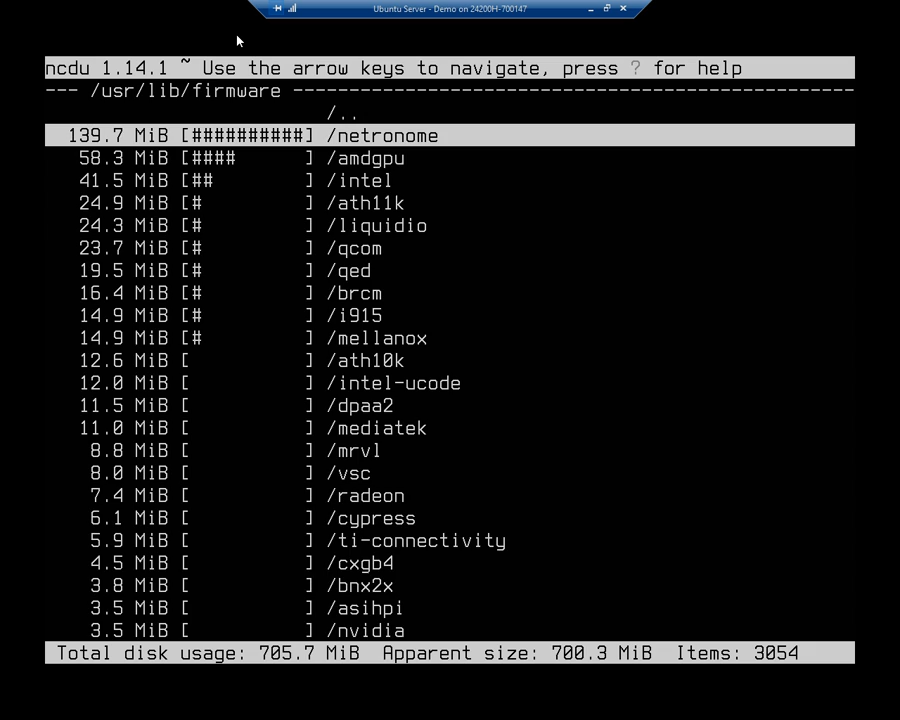 Ubuntu Server - Demo on 24200H-700147
ncdu 1.14.1 ~ Use the arrow keys to navigate, press ? for help
--- /usr/lib/firmware --------------------------------------------------
/..
139.7 MiB [##########] /netronome
58.3 MiB [####      ] /amdgpu
41.5 MiB [##        ] /intel
24.9 MiB [#         ] /ath11k
24.3 MiB [#         ] /liquidio
23.7 MiB [#         ] /qcom
19.5 MiB [#         ] /qed
16.4 MiB [#         ] /brcm
14.9 MiB [#         ] /i915
14.9 MiB [#         ] /mellanox
12.6 MiB [          ] /ath10k
12.0 MiB [          ] /intel-ucode
11.5 MiB [          ] /dpaa2
11.0 MiB [          ] /mediatek
8.8 MiB [          ] /mrvl
8.0 MiB [          ] /vsc
7.4 MiB [          ] /radeon
6.1 MiB [          ] /cypress
5.9 MiB [          ] /ti-connectivity
4.5 MiB [          ] /cxgb4
3.8 MiB [          ] /bnx2x
3.5 MiB [          ] /asihpi
3.5 MiB [          ] /nvidia
Total disk usage: 705.7 MiB  Apparent size: 700.3 MiB  Items: 3054